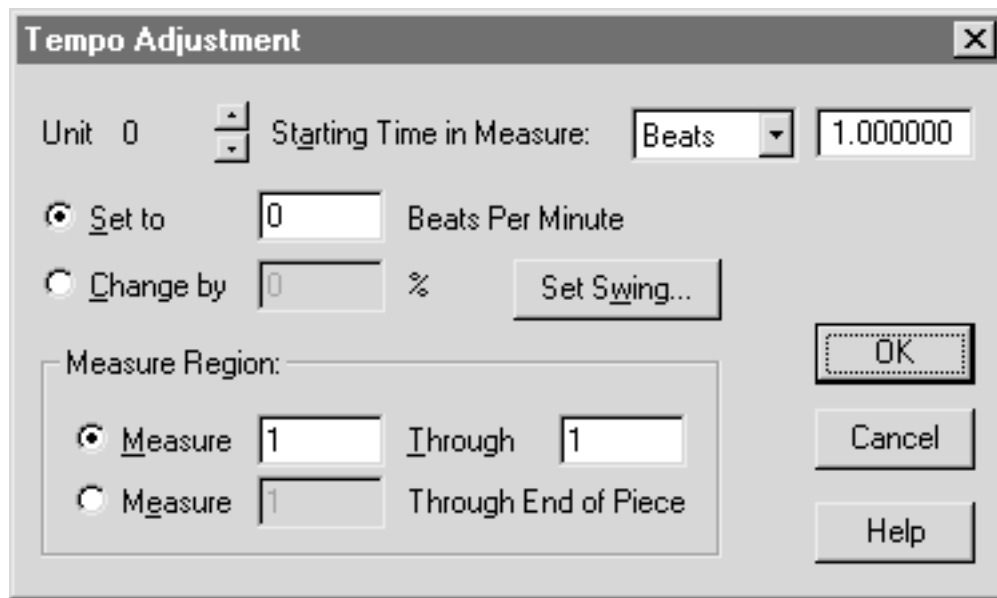 Tempo Adjustment
Unit 0 Starting Time in Measure: Beats 1.000000
Set to 0 Beats Per Minute
Change by 0 % Set Swing...
Measure Region:
OK
Measure 1 Through 1
Cancel
Measure 1 Through End of Piece
Help